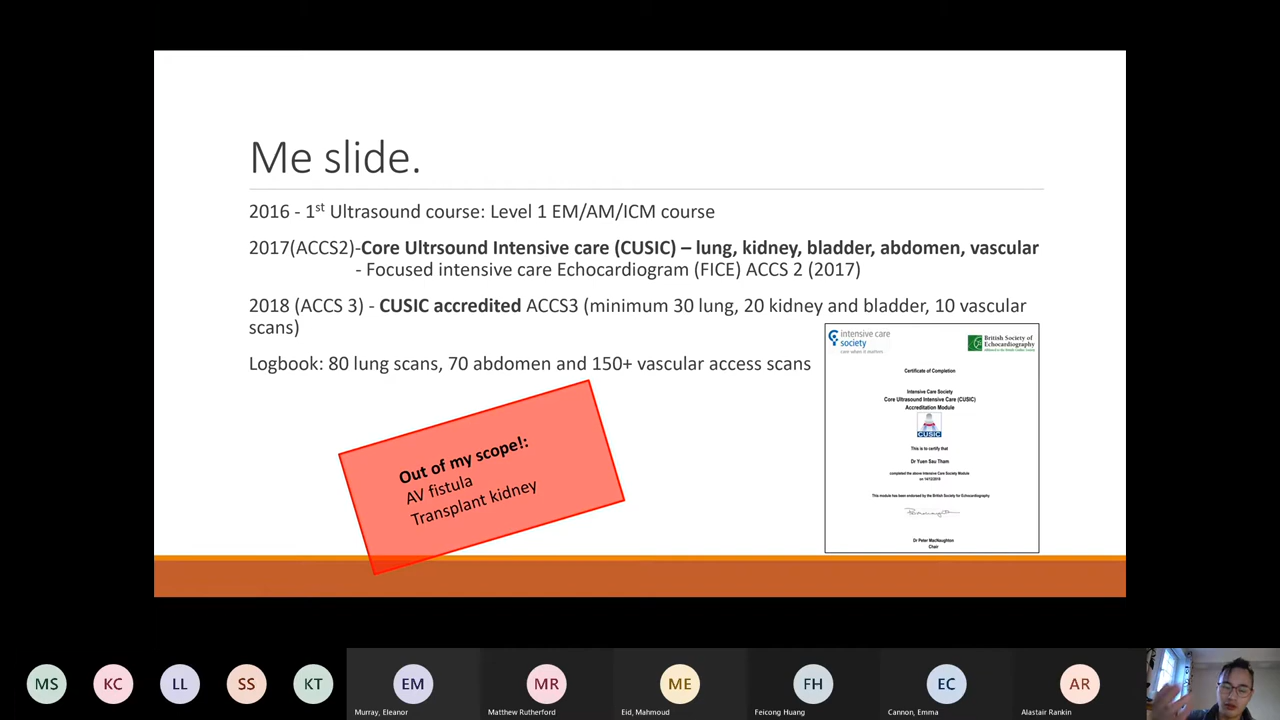 Me slide.
2016 - 1st Ultrasound course: Level 1 EM/AM/ICM course
2017(ACCS2)-Core Ultrsound Intensive care (CUSIC) – lung, kidney, bladder, abdomen, vascular
- Focused intensive care Echocardiogram (FICE) ACCS 2 (2017)
2018 (ACCS 3) - CUSIC accredited ACCS3 (minimum 30 lung, 20 kidney and bladder, 10 vascular
scans)
Logbook: 80 lung scans, 70 abdomen and 150+ vascular access scans
Out of my scope!:
AV fistula
Transplant kidney
intensive care
society
care when it matters
British Society of
Echocardiography
Certificate of Completion
Intensive Care Society
Core Ultrasound Intensive Care (CUSIC)
Accreditation Module
CUSIC
This is to certify that
Dr Yuen Sau Tham
completed the above Intensive Care Society Module
This module has been endorsed by the British Society for Echocardiography
Dr Peter MacNaughton
Chair
MS
KC
LL
SS
KT
EM
Murray, Eleanor
MR
Matthew Rutherford
ME
Eid, Mahmoud
FH
Feicong Huang
EC
Cannon, Emma
AR
Alastair Rankin